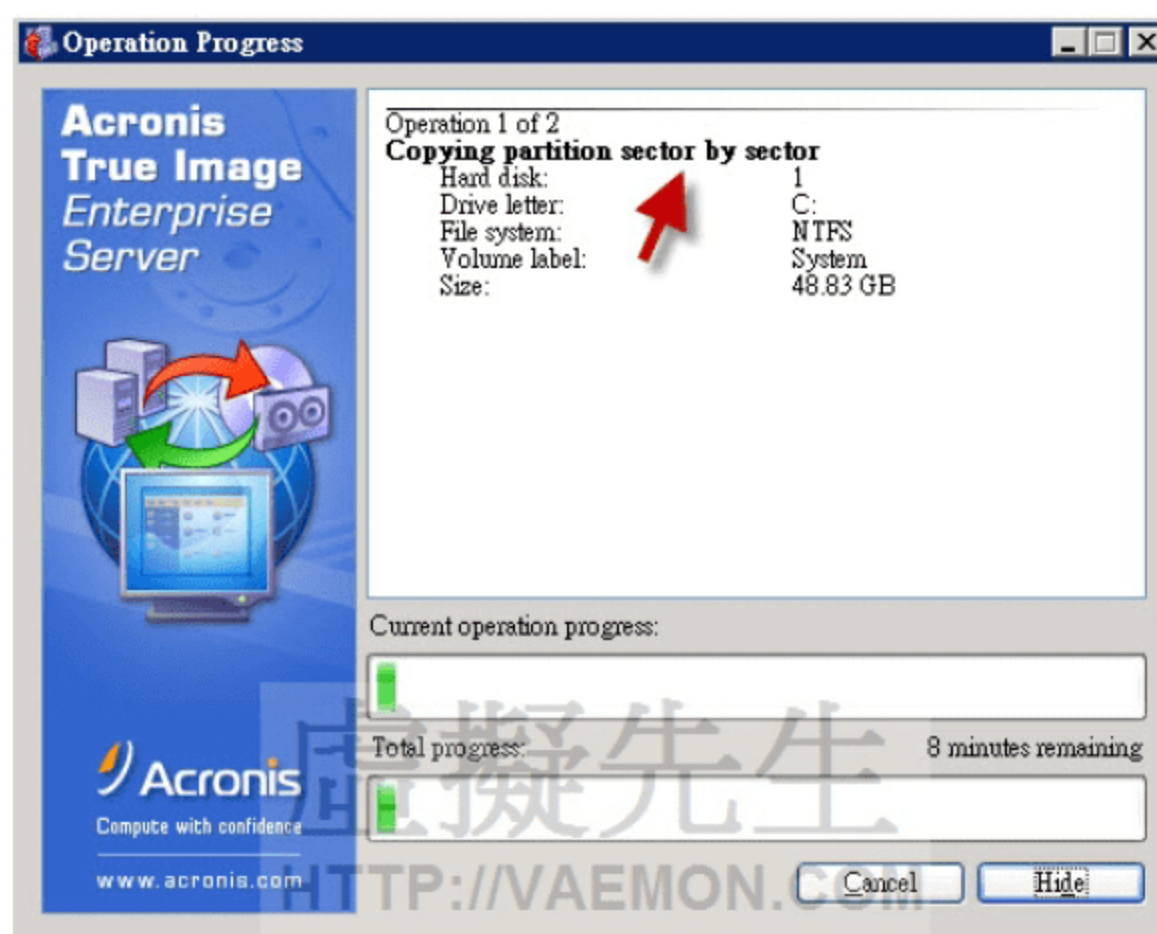 Operation Progress
Acronis
True Image
Enterprise
Server
Operation 1 of 2
Copying partition sector by sector
Hard disk: 1
Drive letter: C:
File system: NTFS
Volume label: System
Size: 48.83 GB
Current operation progress:
Total progress: 8 minutes remaining
Acronis
Compute with confidence
www.acronis.com
Cancel Hide
虛擬先生
HTTP://VAEMON.COM